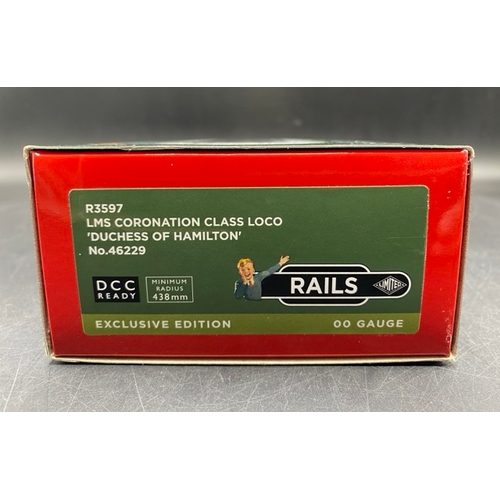 R3597
LMS CORONATION CLASS LOCO
'DUCHESS OF HAMILTON'
No.46229
DCC
READY
MINIMUM
RADIUS
438mm
RAILS
LIMITED
EXCLUSIVE EDITION
00 GAUGE